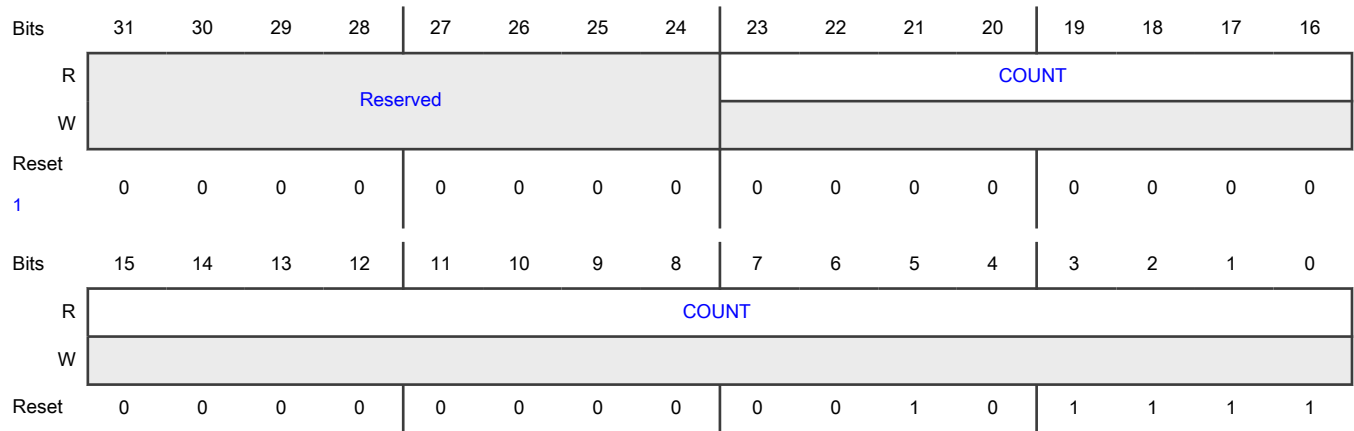 Bits 31 30 29 28 27 26 25 24 23 22 21 20 19 18 17 16
R Reserved COUNT
W
Reset 0 0 0 0 0 0 0 0 0 0 0 0 0 0 0 0
1
Bits 15 14 13 12 11 10 9 8 7 6 5 4 3 2 1 0
R COUNT
W
Reset 0 0 0 0 0 0 0 0 0 0 1 0 1 1 1 1